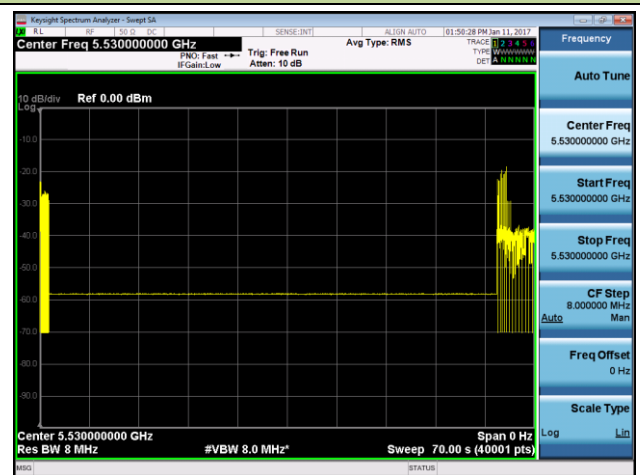 Keysight Spectrum Analyzer - Swept SA
RL RF 50 Ω DC SENSE:INT ALIGN AUTO 01:50:28 PM Jan 11, 2017
Center Freq 5.530000000 GHz
PNO: Fast
IFGain:Low
Trig: Free Run
Atten: 10 dB
Avg Type: RMS
TRACE 1 2 3 4 5 6
TYPE WWWWWW
DET A N N N N N
Frequency
Auto Tune
Center Freq
5.530000000 GHz
Start Freq
5.530000000 GHz
Stop Freq
5.530000000 GHz
CF Step
8.000000 MHz
Auto Man
Freq Offset
0 Hz
Scale Type
Log Lin
10 dB/div Ref 0.00 dBm
Log
-10.0
-20.0
-30.0
-40.0
-50.0
-60.0
-70.0
-80.0
-90.0
Center 5.530000000 GHz Span 0 Hz
Res BW 8 MHz #VBW 8.0 MHz* Sweep 70.00 s (40001 pts)
MSG STATUS